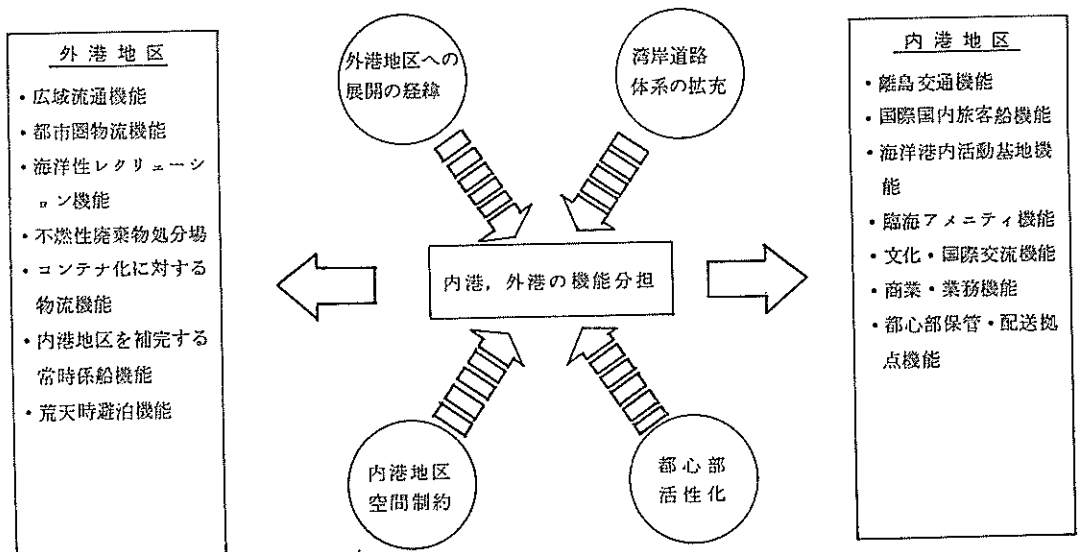 外港地区
・広域流通機能
・都市圏物流機能
・海洋性レクリェーシ
ョン機能
・不燃性廃棄物処分場
・コンテナ化に対する
物流機能
・内港地区を補完する
常時係船機能
・荒天時避泊機能
外港地区への
展開の経緯
湾岸道路
体系の拡充
内港,外港の機能分担
内港地区
空間制約
都心部
活性化
内港地区
・離島交通機能
・国際国内旅客船機能
・海洋港内活動基地機
能
・臨海アメニティ機能
・文化・国際交流機能
・商業・業務機能
・都心部保管・配送拠
点機能